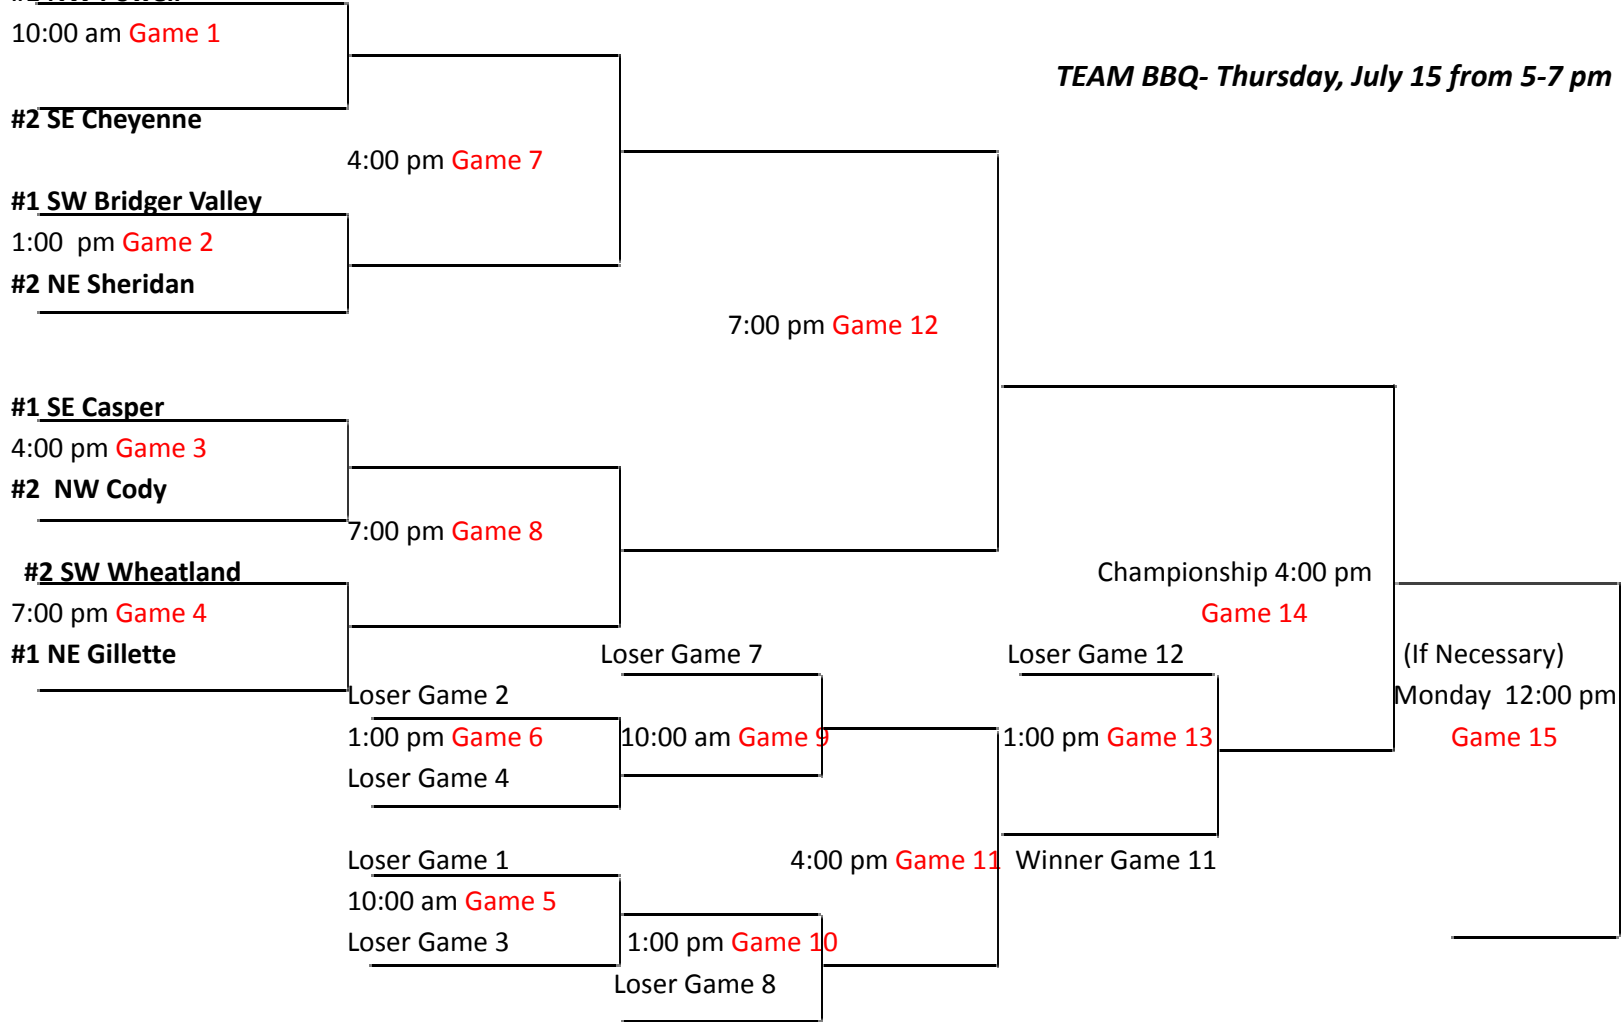 10:00 am Game 1
TEAM BBQ- Thursday, July 15 from 5-7 pm
#2 SE Cheyenne
4:00 pm Game 7
#1 SW Bridger Valley
1:00 pm Game 2
#2 NE Sheridan
7:00 pm Game 12
#1 SE Casper
4:00 pm Game 3
#2 NW Cody
7:00 pm Game 8
#2 SW Wheatland
Championship 4:00 pm
7:00 pm Game 4
Game 14
#1 NE Gillette
Loser Game 7
Loser Game 12
(If Necessary)
Loser Game 2
Monday 12:00 pm
1:00 pm Game 6
10:00 am Game 9
1:00 pm Game 13
Game 15
Loser Game 4
Loser Game 1
4:00 pm Game 11
Winner Game 11
10:00 am Game 5
Loser Game 3
1:00 pm Game 10
Loser Game 8